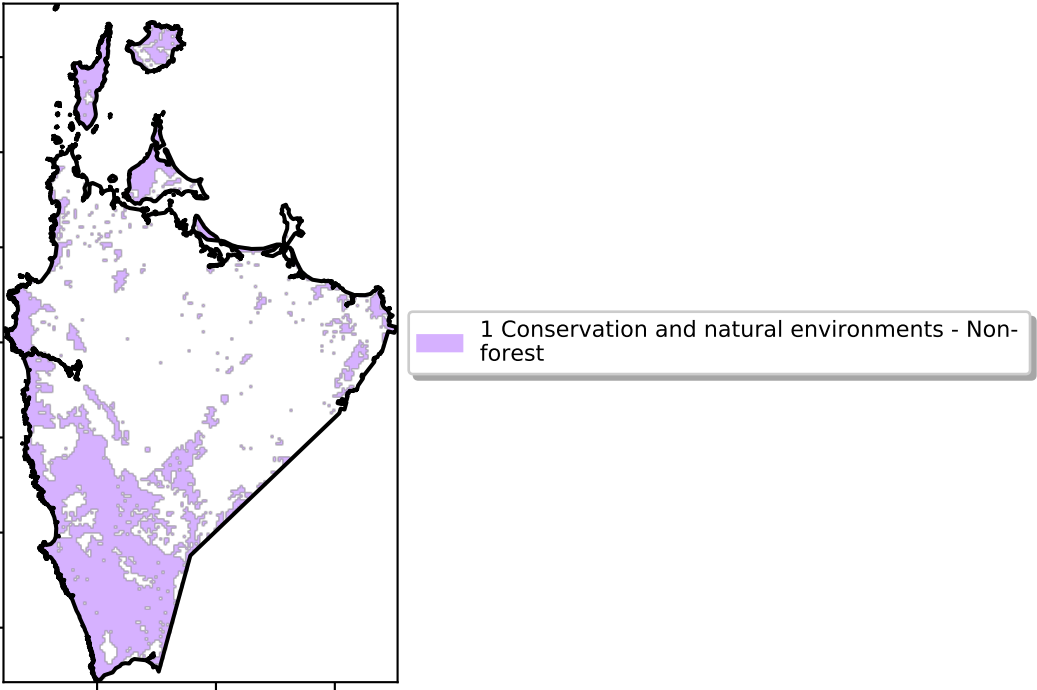 1 Conservation and natural environments - Non-
forest